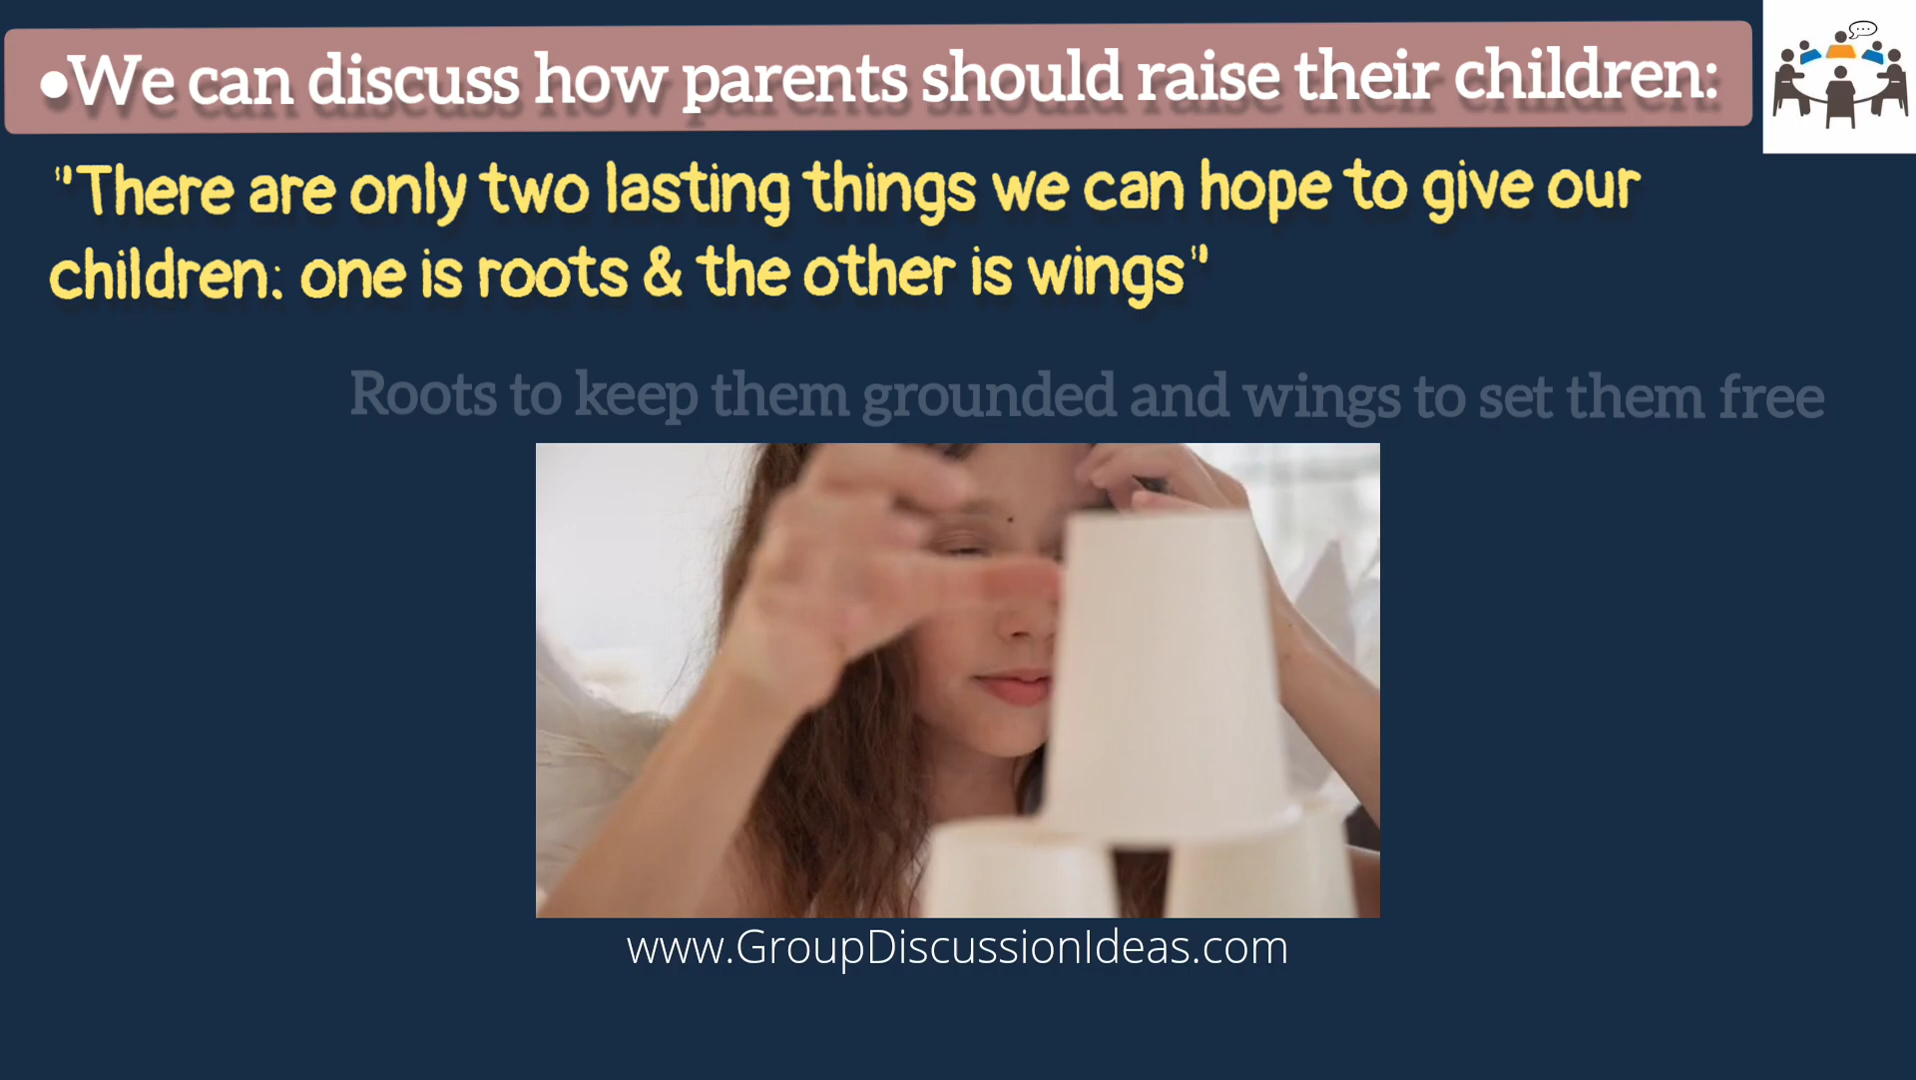 •We can discuss how parents should raise their children:
"There are only two lasting things we can hope to give our
children: one is roots & the other is wings"
Roots to keep them grounded and wings to set them free
www.GroupDiscussionIdeas.com